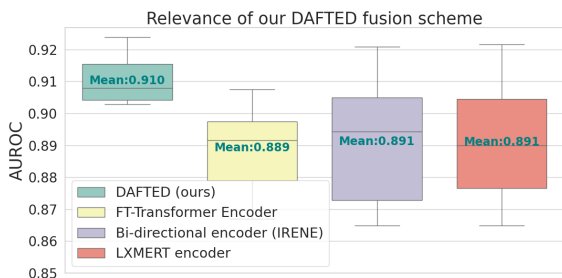 Relevance of our DAFTED fusion scheme
AUROC
0.92
0.91
0.90
0.89
0.88
0.87
0.86
0.85
Mean:0.910
Mean:0.889
Mean:0.891
Mean:0.891
DAFTED (ours)
FT-Transformer Encoder
Bi-directional encoder (IRENE)
LXMERT encoder